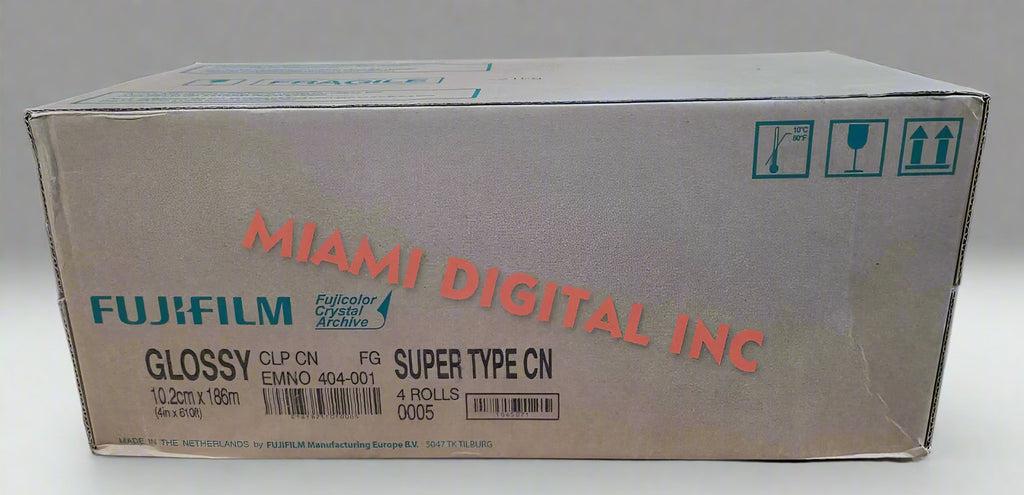 FRAGILE
10°C
50°F
MIAMI DIGITAL INC
FUJIFILM
Fujicolor
Crystal
Archive
GLOSSY CLP CN FG SUPER TYPE CN
EMNO 404-001
10.2cm x 186m
4 ROLLS
(4in x 610ft)
0005
MADE IN THE NETHERLANDS by FUJIFILM Manufacturing Europe B.V. 5047 TK TILBURG